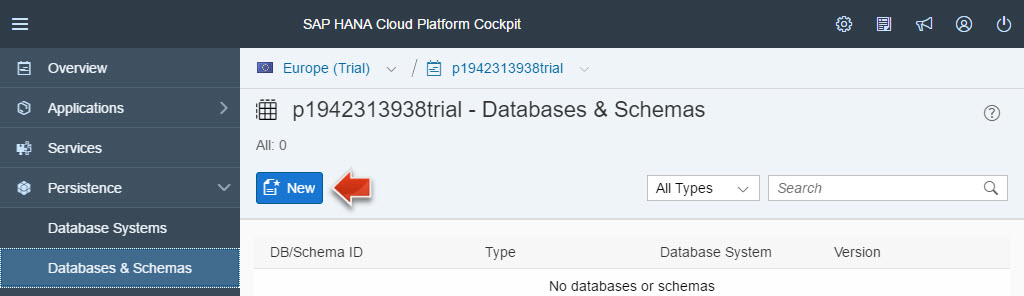 SAP HANA Cloud Platform Cockpit
Overview
Applications
Services
Persistence
Database Systems
Databases & Schemas
Europe (Trial) / p1942313938trial
p1942313938trial - Databases & Schemas
All: 0
New All Types Search
DB/Schema ID Type Database System Version
No databases or schemas